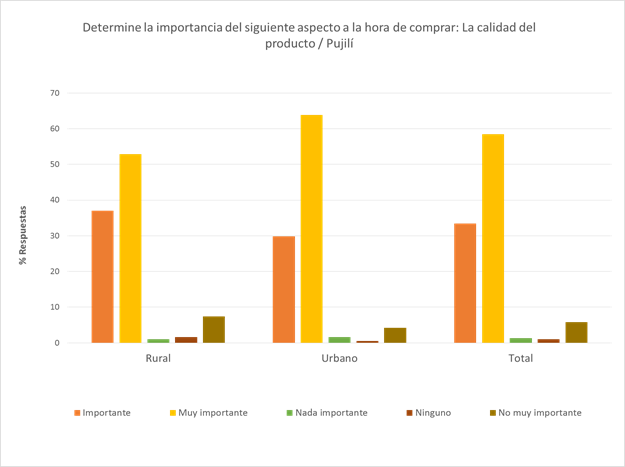 Determine la importancia del siguiente aspecto a la hora de comprar: La calidad del
producto / Pujilí
70
60
50
40
30
20
10
0
% Respuestas
Rural Urbano Total
Importante Muy importante Nada importante Ninguno No muy importante